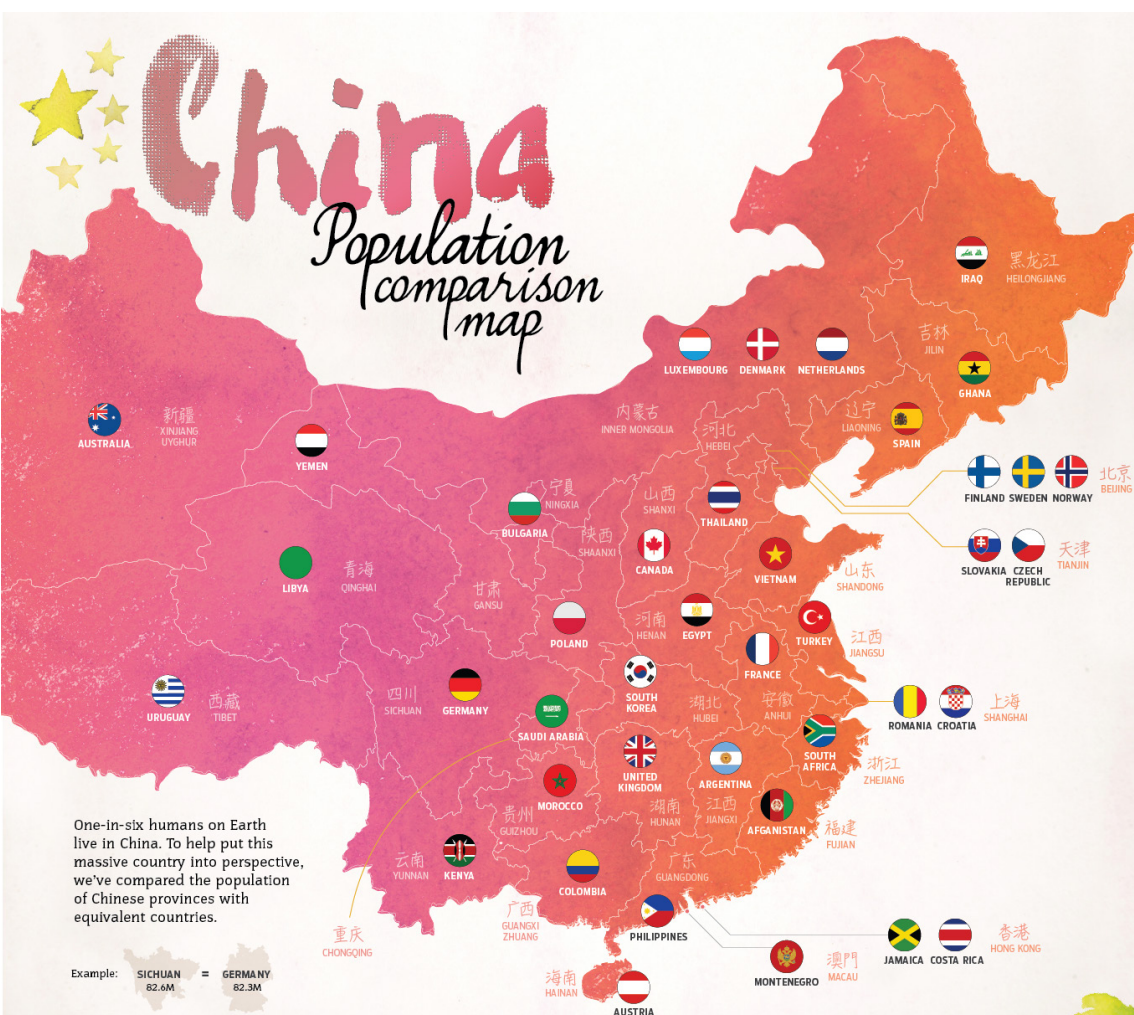 China
Population
comparison
map
IRAQ
黑龙江
HEILONGJIANG
吉林
JILIN
LUXEMBOURG
DENMARK
NETHERLANDS
GHANA
AUSTRALIA
新疆
XINJIANG
UYGHUR
YEMEN
内蒙古
INNER MONGOLIA
河北
HEBEI
辽宁
LIAONING
SPAIN
FINLAND
SWEDEN
NORWAY
北京
BEIJING
BULGARIA
宁夏
NINGXIA
山西
SHANXI
THAILAND
陕西
SHAANXI
CANADA
VIETNAM
山东
SHANDONG
SLOVAKIA
CZECH
REPUBLIC
天津
TIANJIN
LIBYA
青海
QINGHAI
甘肃
GANSU
POLAND
河南
HENAN
EGYPT
TURKEY
江西
JIANGSU
FRANCE
URUGUAY
西藏
TIBET
四川
SICHUAN
GERMANY
SOUTH
KOREA
湖北
HUBEI
安徽
ANHUI
ROMANIA
CROATIA
上海
SHANGHAI
SAUDI ARABIA
SOUTH
AFRICA
浙江
ZHEJIANG
UNITED
KINGDOM
ARGENTINA
MOROCCO
贵州
GUIZHOU
湖南
HUNAN
江西
JIANGXI
AFGANISTAN
福建
FUJIAN
One-in-six humans on Earth
live in China. To help put this
massive country into perspective,
we've compared the population
of Chinese provinces with
equivalent countries.
云南
YUNNAN
KENYA
COLOMBIA
广东
GUANGDONG
广西
GUANGXI
ZHUANG
PHILIPPINES
重庆
CHONGQING
JAMAICA
COSTA RICA
香港
HONG KONG
MONTENEGRO
澳門
MACAU
海南
HAINAN
AUSTRIA
Example:
SICHUAN
82.6M
=
GERMANY
82.3M